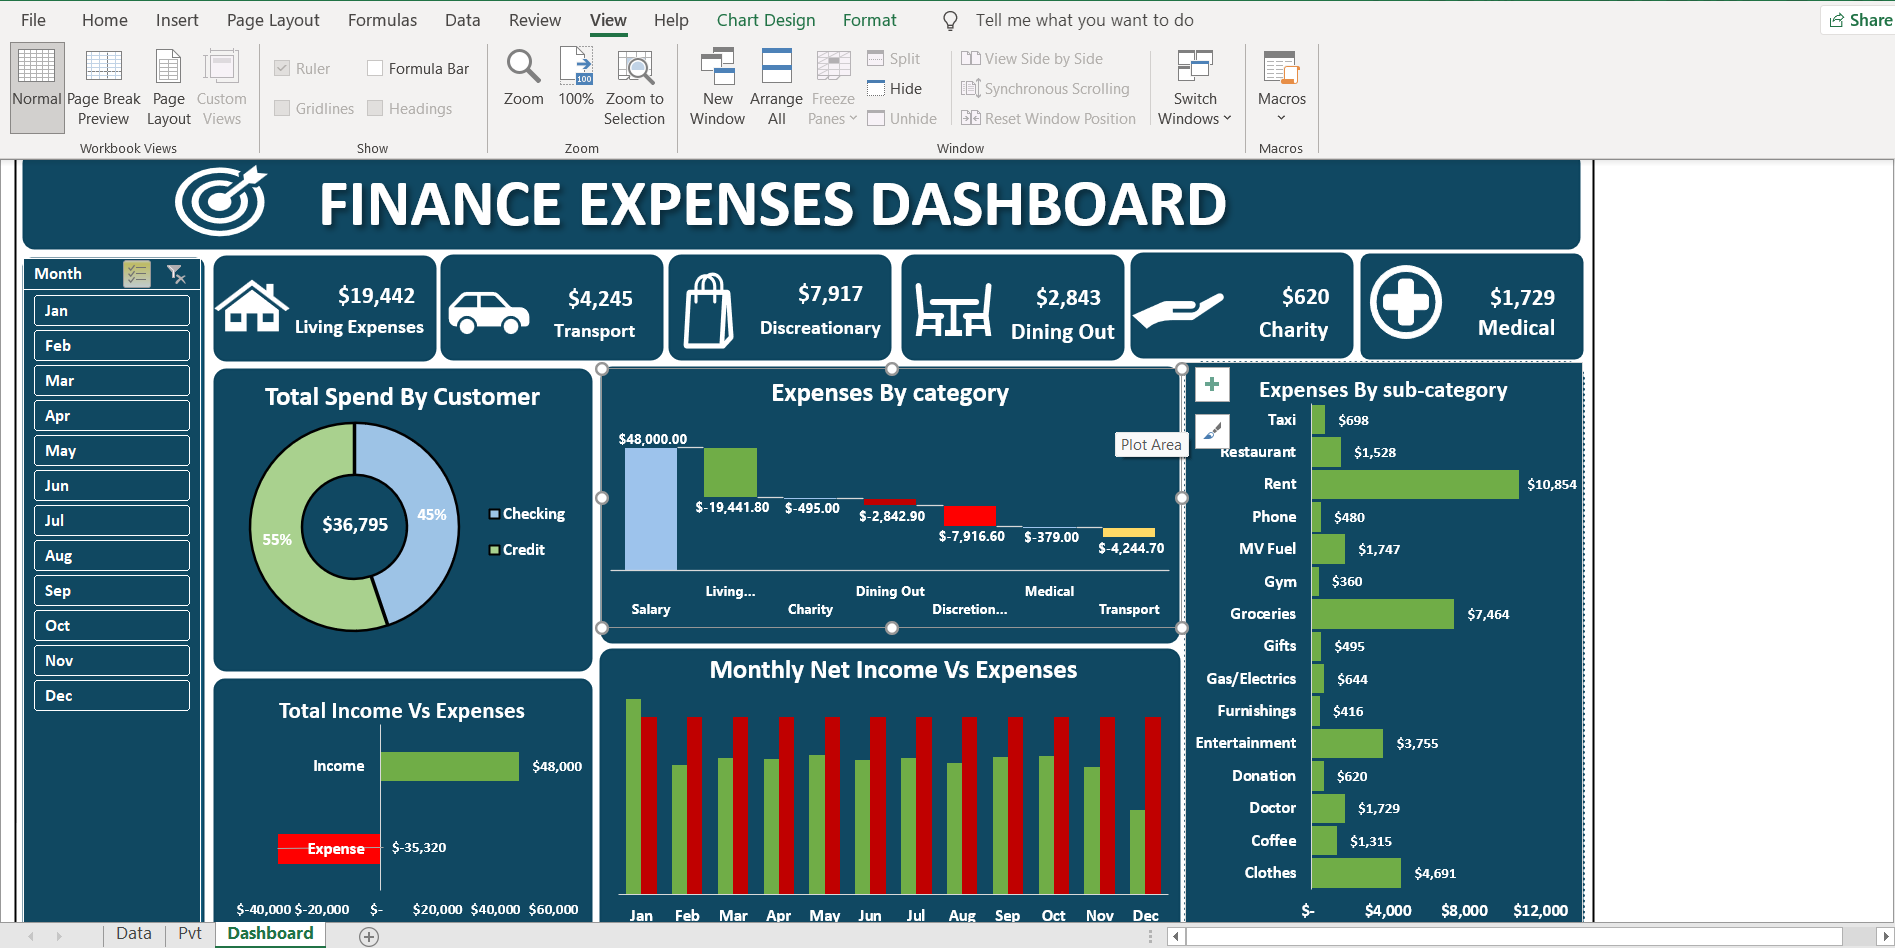 File Home Insert Page Layout Formulas Data Review View Help Chart Design Format Tell me what you want to do Share
Normal
Page Break Preview
Page Layout
Custom Views
Workbook Views
Ruler
Formula Bar
Gridlines
Headings
Show
Zoom
100
100%
Zoom to Selection
Zoom
New Window
Arrange All
Freeze Panes
Split
Hide
Unhide
View Side by Side
Synchronous Scrolling
Reset Window Position
Switch Windows
Window
Macros
Macros
FINANCE EXPENSES DASHBOARD
Month
Jan
Feb
Mar
Apr
May
Jun
Jul
Aug
Sep
Oct
Nov
Dec
$19,442
Living Expenses
$4,245
Transport
$7,917
Discreationary
$2,843
Dining Out
$620
Charity
$1,729
Medical
Total Spend By Customer
45%
$36,795
55%
Checking
Credit
Expenses By category
$48,000.00
$-19,441.80
$-495.00
$-2,842.90
$-7,916.60
$-379.00
$-4,244.70
Living...
Dining Out
Medical
Salary
Charity
Discretion...
Transport
Plot Area
Expenses By sub-category
Taxi $698
Restaurant $1,528
Rent $10,854
Phone $480
MV Fuel $1,747
Gym $360
Groceries $7,464
Gifts $495
Gas/Electrics $644
Furnishings $416
Entertainment $3,755
Donation $620
Doctor $1,729
Coffee $1,315
Clothes $4,691
$- $4,000 $8,000 $12,000
Total Income Vs Expenses
Income $48,000
Expense $-35,320
$-40,000 $-20,000 $- $20,000 $40,000 $60,000
Monthly Net Income Vs Expenses
Jan Feb Mar Apr May Jun Jul Aug Sep Oct Nov Dec
Data Pvt Dashboard